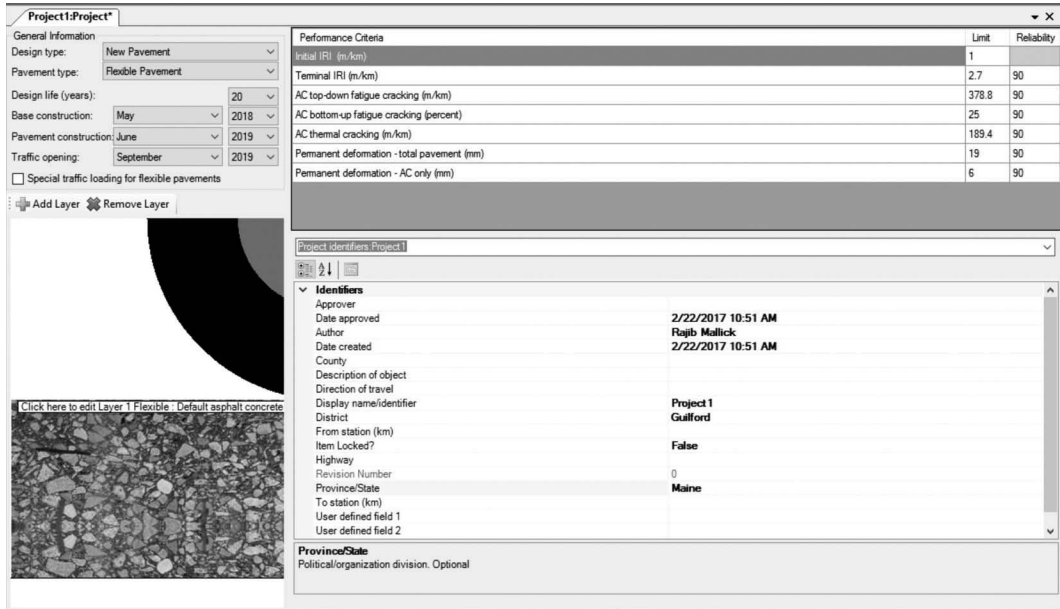 Project1:Project*
General Information
Design type: New Pavement
Pavement type: Flexible Pavement
Design life (years): 20
Base construction: May 2018
Pavement construction: June 2019
Traffic opening: September 2019
Special traffic loading for flexible pavements
Add Layer Remove Layer
Click here to edit Layer 1 Flexible : Default asphalt concrete
Performance Criteria Limit Reliability
Initial IRI (m/km) 1
Terminal IRI (m/km) 2.7 90
AC top-down fatigue cracking (m/km) 378.8 90
AC bottom-up fatigue cracking (percent) 25 90
AC thermal cracking (m/km) 189.4 90
Permanent deformation - total pavement (mm) 19 90
Permanent deformation - AC only (mm) 6 90
Project identifiers:Project1
Identifiers
Approver
Date approved 2/22/2017 10:51 AM
Author Rajib Mallick
Date created 2/22/2017 10:51 AM
County
Description of object
Direction of travel
Display name/identifier Project1
District Guilford
From station (km)
Item Locked? False
Highway
Revision Number 0
Province/State Maine
To station (km)
User defined field 1
User defined field 2
Province/State
Political/organization division. Optional